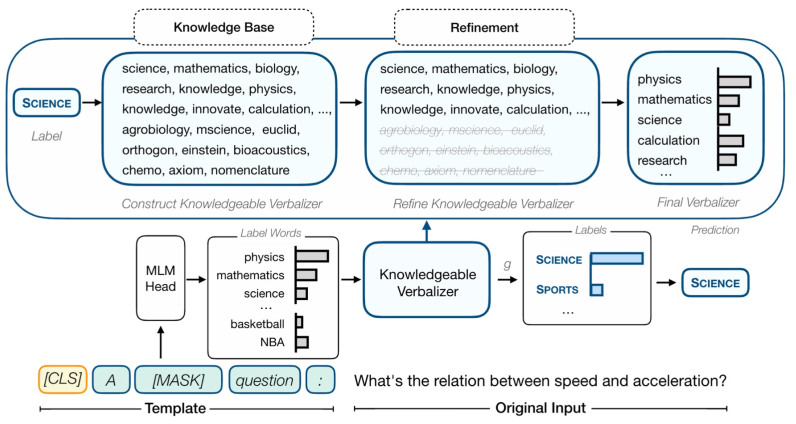 Knowledge Base
Refinement
SCIENCE
Label
science, mathematics, biology,
research, knowledge, physics,
knowledge, innovate, calculation, ...,
agrobiology, mscience, euclid,
orthogon, einstein, bioacoustics,
chemo, axiom, nomenclature
Construct Knowledgeable Verbalizer
science, mathematics, biology,
research, knowledge, physics,
knowledge, innovate, calculation, ...,
agrobiology, mscience, euclid,
orthogon, einstein, bioacoustics,
chemo, axiom, nomenclature
Refine Knowledgeable Verbalizer
physics
mathematics
science
calculation
research
...
Final Verbalizer
MLM
Head
Label Words
physics
mathematics
science
...
basketball
NBA
Knowledgeable
Verbalizer
g
Labels
SCIENCE
SPORTS
...
Prediction
SCIENCE
[CLS] A [MASK] question :
What's the relation between speed and acceleration?
Template
Original Input